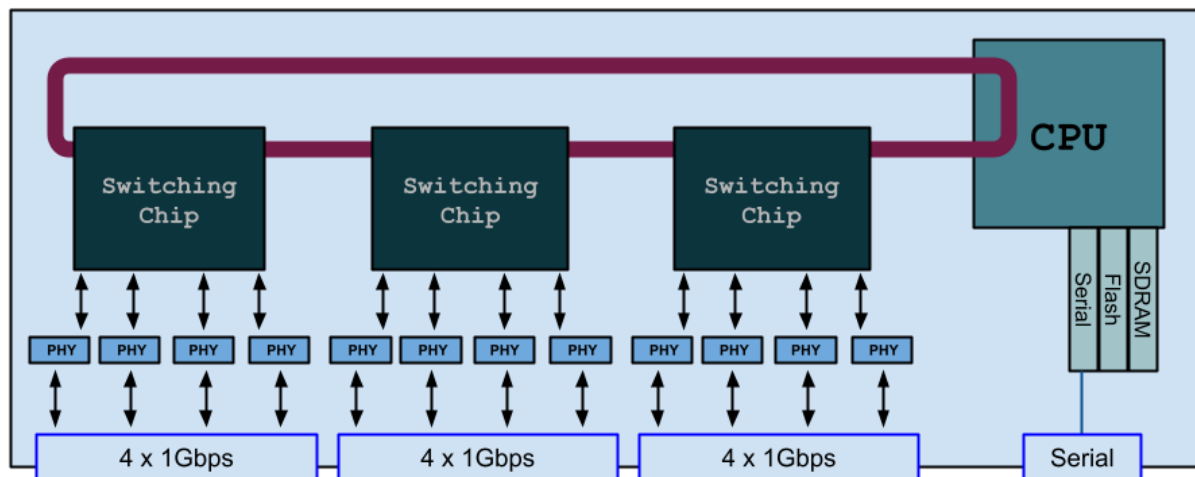 CPU
Switching
Chip
Switching
Chip
Switching
Chip
Serial
Flash
SDRAM
PHY PHY PHY PHY PHY PHY PHY PHY PHY PHY PHY PHY
4 x 1Gbps 4 x 1Gbps 4 x 1Gbps Serial